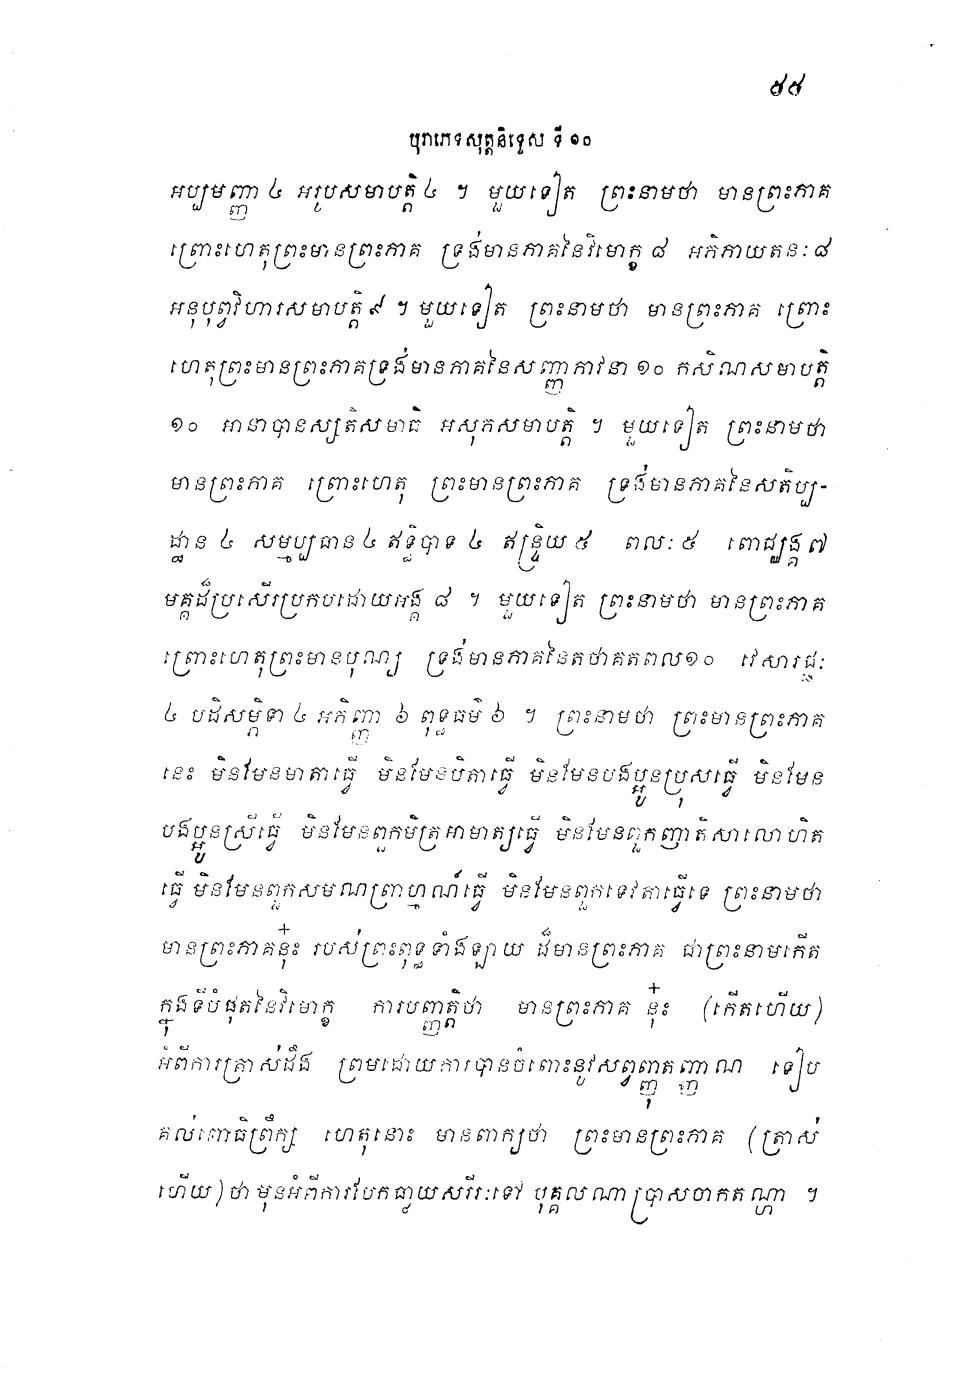 ៥៥
បុរាភេទសុត្តនិទ្ទេស ទី ១០
អប្បមញ្ញា ៤ អរូបសមាបត្តិ ៤ ។ មួយទៀត ព្រះនាមថា មានព្រះភាគ
ព្រោះហេតុព្រះមានព្រះភាគ ទ្រង់មានភាគនៃវិមោក្ខ ៨ អភិភាយតនៈ ៨
អនុបុព្វវិហារសមាបត្តិ ៩ ។ មួយទៀត ព្រះនាមថា មានព្រះភាគ ព្រោះ
ហេតុព្រះមានព្រះភាគទ្រង់មានភាគនៃសញ្ញាភាវនា ១០ កសិណសមាបត្តិ
១០ អានាបានស្សតិសមាធិ អសុភសមាបត្តិ ។ មួយទៀត ព្រះនាមថា
មានព្រះភាគ ព្រោះហេតុ ព្រះមានព្រះភាគ ទ្រង់មានភាគនៃសតិប្ប-
ដ្ឋាន ៤ សម្មប្បធាន ៤ ឥទ្ធិបាទ ៤ ឥន្ទ្រិយ ៥ ពលៈ ៥ ពោជ្ឈង្គ ៧
មគ្គដ៏ប្រសើរប្រកបដោយអង្គ ៨ ។ មួយទៀត ព្រះនាមថា មានព្រះភាគ
ព្រោះហេតុព្រះមានបុណ្យ ទ្រង់មានភាគនៃតថាគតពល១០ វេសារជ្ជៈ
៤ បដិសម្ភិទា ៤ អភិញ្ញា ៦ ពុទ្ធធម៌ ៦ ។ ព្រះនាមថា ព្រះមានព្រះភាគ
នេះ មិនមែនមាតាធ្វើ មិនមែនបិតាធ្វើ មិនមែនបងប្អូនប្រុសធ្វើ មិនមែន
បងប្អូនស្រីធ្វើ មិនមែនពួកមិត្រអាមាត្យធ្វើ មិនមែនពួកញាតិសាលោហិត
ធ្វើ មិនមែនពួកសមណព្រាហ្មណ៍ធ្វើ មិនមែនពួកទេវតាធ្វើទេ ព្រះនាមថា
មានព្រះភាគនុ៎ះ របស់ព្រះពុទ្ធទាំងឡាយ ដ៏មានព្រះភាគ ជាព្រះនាមកើត
ក្នុងទីបំផុតនៃវិមោក្ខ ការបញ្ញត្តិថា មានព្រះភាគ នុ៎ះ (កើតហើយ)
អំពីការត្រាស់ដឹង ព្រមដោយការបានចំពោះនូវសព្វញ្ញុតញ្ញាណ ទៀប
គល់ពោធិព្រឹក្ស ហេតុនោះ មានពាក្យថា ព្រះមានព្រះភាគ (ត្រាស់
ហើយ) ថា មុនអំពីការបែកធ្លាយសរីរៈទៅ បុគ្គលណាប្រាសចាកតណ្ហា ។